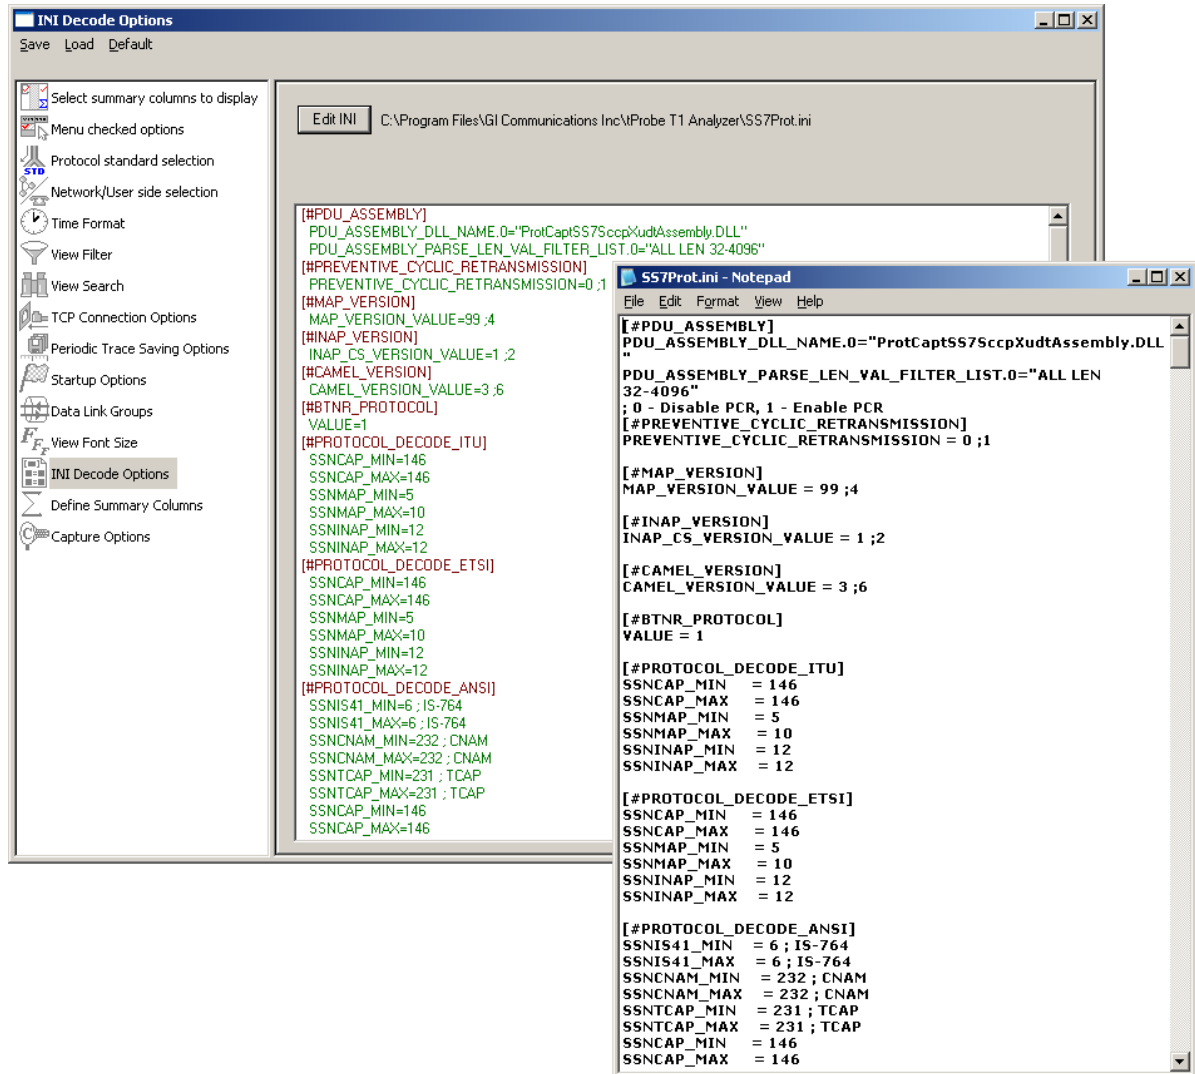 INI Decode Options
Save Load Default
Select summary columns to display
Menu checked options
Protocol standard selection
STD
Network/User side selection
Time Format
View Filter
View Search
TCP Connection Options
Periodic Trace Saving Options
Startup Options
Data Link Groups
View Font Size
INI Decode Options
Define Summary Columns
Capture Options
Edit INI C:\Program Files\GI Communications Inc\tProbe T1 Analyzer\SS7Prot.ini
[#PDU_ASSEMBLY]
PDU_ASSEMBLY_DLL_NAME.0="ProtCaptSS7SccpXudtAssembly.DLL"
PDU_ASSEMBLY_PARSE_LEN_VAL_FILTER_LIST.0="ALL LEN 32-4096"
[#PREVENTIVE_CYCLIC_RETRANSMISSION]
PREVENTIVE_CYCLIC_RETRANSMISSION=0 ;1
[#MAP_VERSION]
MAP_VERSION_VALUE=99 ;4
[#INAP_VERSION]
INAP_CS_VERSION_VALUE=1 ;2
[#CAMEL_VERSION]
CAMEL_VERSION_VALUE=3 ;6
[#BTNR_PROTOCOL]
VALUE=1
[#PROTOCOL_DECODE_ITU]
SSNCAP_MIN=146
SSNCAP_MAX=146
SSNMAP_MIN=5
SSNMAP_MAX=10
SSNINAP_MIN=12
SSNINAP_MAX=12
[#PROTOCOL_DECODE_ETSI]
SSNCAP_MIN=146
SSNCAP_MAX=146
SSNMAP_MIN=5
SSNMAP_MAX=10
SSNINAP_MIN=12
SSNINAP_MAX=12
[#PROTOCOL_DECODE_ANSI]
SSNIS41_MIN=6 ; IS-764
SSNIS41_MAX=6 ; IS-764
SSNCNAM_MIN=232 ; CNAM
SSNCNAM_MAX=232 ; CNAM
SSNTCAP_MIN=231 ; TCAP
SSNTCAP_MAX=231 ; TCAP
SSNCAP_MIN=146
SSNCAP_MAX=146
SS7Prot.ini - Notepad
File Edit Format View Help
[#PDU_ASSEMBLY]
PDU_ASSEMBLY_DLL_NAME.0="ProtCaptSS7SccpXudtAssembly.DLL
"
PDU_ASSEMBLY_PARSE_LEN_VAL_FILTER_LIST.0="ALL LEN
32-4096"
; 0 - Disable PCR, 1 - Enable PCR
[#PREVENTIVE_CYCLIC_RETRANSMISSION]
PREVENTIVE_CYCLIC_RETRANSMISSION = 0 ;1
[#MAP_VERSION]
MAP_VERSION_VALUE = 99 ;4
[#INAP_VERSION]
INAP_CS_VERSION_VALUE = 1 ;2
[#CAMEL_VERSION]
CAMEL_VERSION_VALUE = 3 ;6
[#BTNR_PROTOCOL]
VALUE = 1
[#PROTOCOL_DECODE_ITU]
SSNCAP_MIN = 146
SSNCAP_MAX = 146
SSNMAP_MIN = 5
SSNMAP_MAX = 10
SSNINAP_MIN = 12
SSNINAP_MAX = 12
[#PROTOCOL_DECODE_ETSI]
SSNCAP_MIN = 146
SSNCAP_MAX = 146
SSNMAP_MIN = 5
SSNMAP_MAX = 10
SSNINAP_MIN = 12
SSNINAP_MAX = 12
[#PROTOCOL_DECODE_ANSI]
SSNIS41_MIN = 6 ; IS-764
SSNIS41_MAX = 6 ; IS-764
SSNCNAM_MIN = 232 ; CNAM
SSNCNAM_MAX = 232 ; CNAM
SSNTCAP_MIN = 231 ; TCAP
SSNTCAP_MAX = 231 ; TCAP
SSNCAP_MIN = 146
SSNCAP_MAX = 146